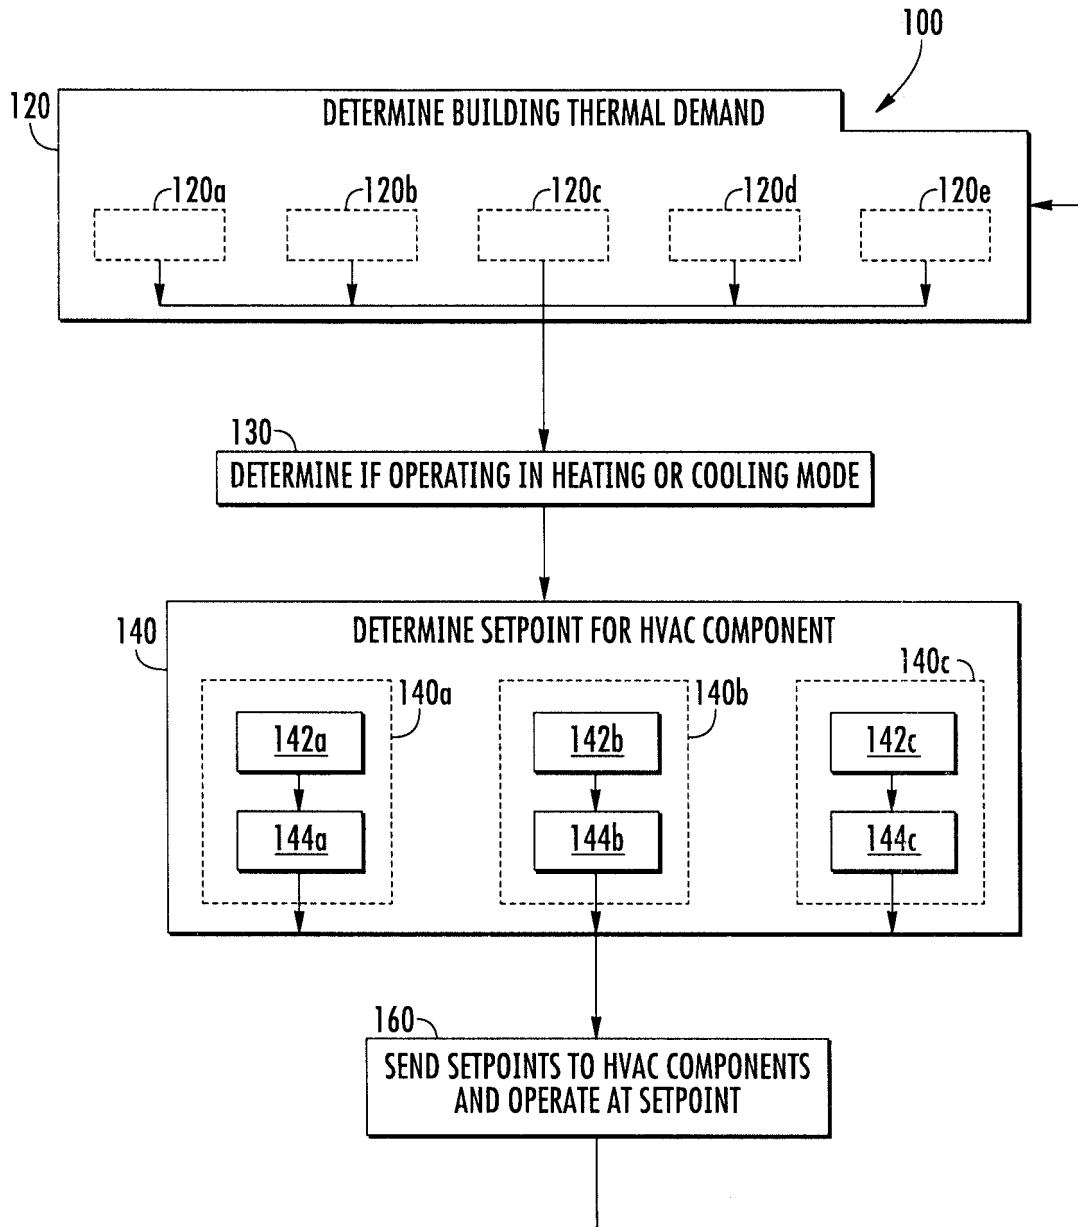 100
120
DETERMINE BUILDING THERMAL DEMAND
120a
120b
120c
120d
120e
130
DETERMINE IF OPERATING IN HEATING OR COOLING MODE
140
DETERMINE SETPOINT FOR HVAC COMPONENT
140a
140b
140c
142a
142b
142c
144a
144b
144c
160
SEND SETPOINTS TO HVAC COMPONENTS
AND OPERATE AT SETPOINT